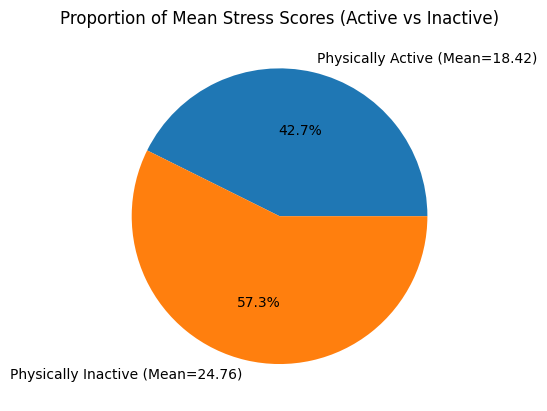 Proportion of Mean Stress Scores (Active vs Inactive)
Physically Active (Mean=18.42)
42.7%
57.3%
Physically Inactive (Mean=24.76)